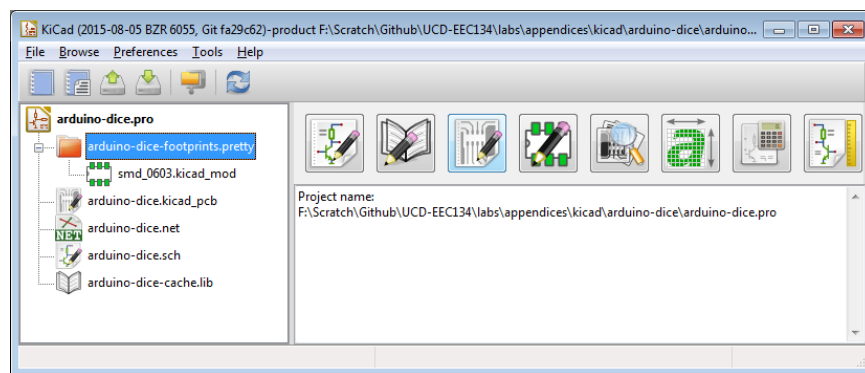 KiCad (2015-08-05 BZR 6055, Git fa29c62)-product F:\Scratch\Github\UCD-EEC134\labs\appendices\kicad\arduino-dice\arduino...
File Browse Preferences Tools Help
arduino-dice.pro
arduino-dice-footprints.pretty
smd_0603.kicad_mod
arduino-dice.kicad_pcb
NET
arduino-dice.net
arduino-dice.sch
arduino-dice-cache.lib
a
Project name:
F:\Scratch\Github\UCD-EEC134\labs\appendices\kicad\arduino-dice\arduino-dice.pro